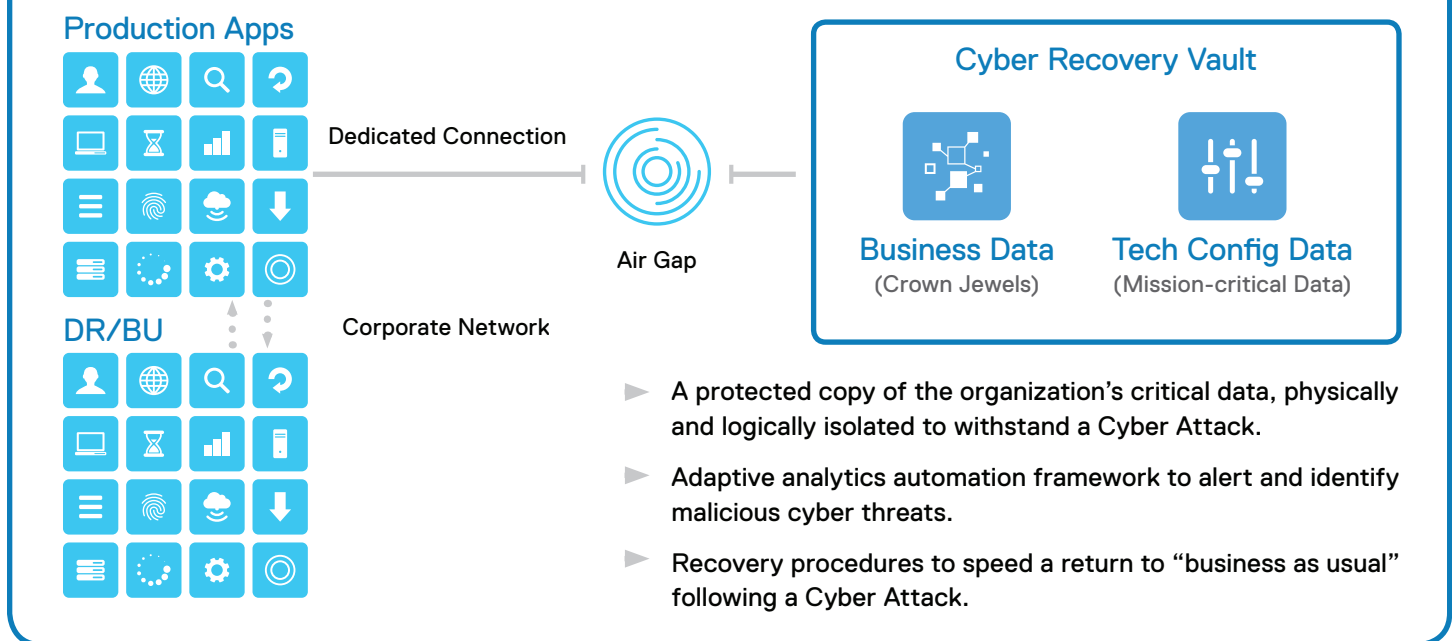 Production Apps
Dedicated Connection
Air Gap
Corporate Network
DR/BU
Cyber Recovery Vault
Business Data
(Crown Jewels)
Tech Config Data
(Mission-critical Data)
A protected copy of the organization’s critical data, physically
and logically isolated to withstand a Cyber Attack.
Adaptive analytics automation framework to alert and identify
malicious cyber threats.
Recovery procedures to speed a return to “business as usual”
following a Cyber Attack.